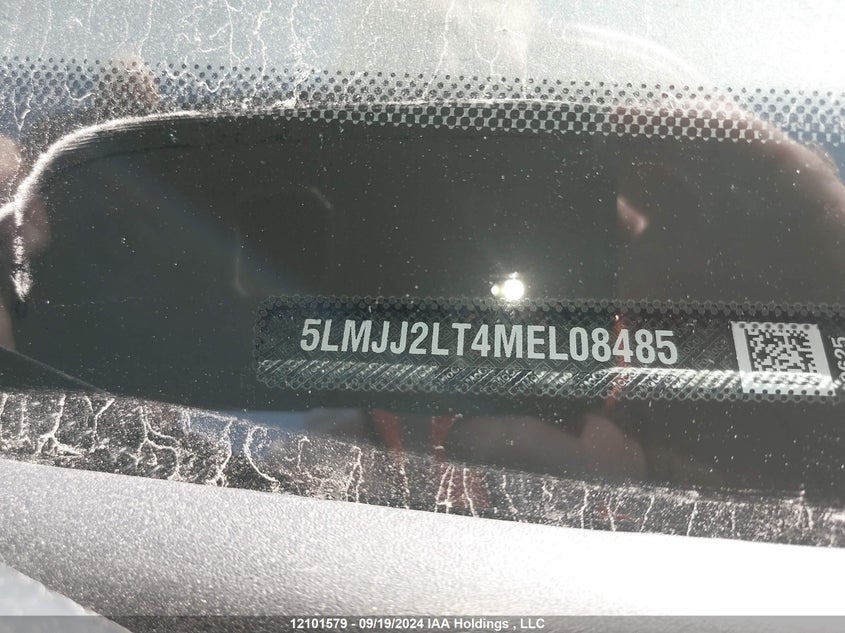 5LMJJ2LT4MEL08485
12101579 - 09/19/2024 IAA Holdings , LLC